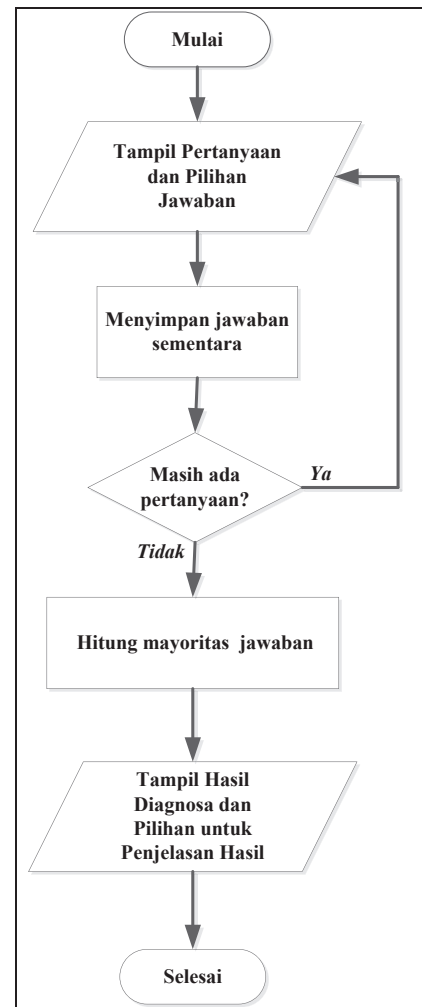 Mulai
Tampil Pertanyaan
dan Pilihan
Jawaban
Menyimpan jawaban
sementara
Masih ada
pertanyaan?
Ya
Tidak
Hitung mayoritas jawaban
Tampil Hasil
Diagnosa dan
Pilihan untuk
Penjelasan Hasil
Selesai